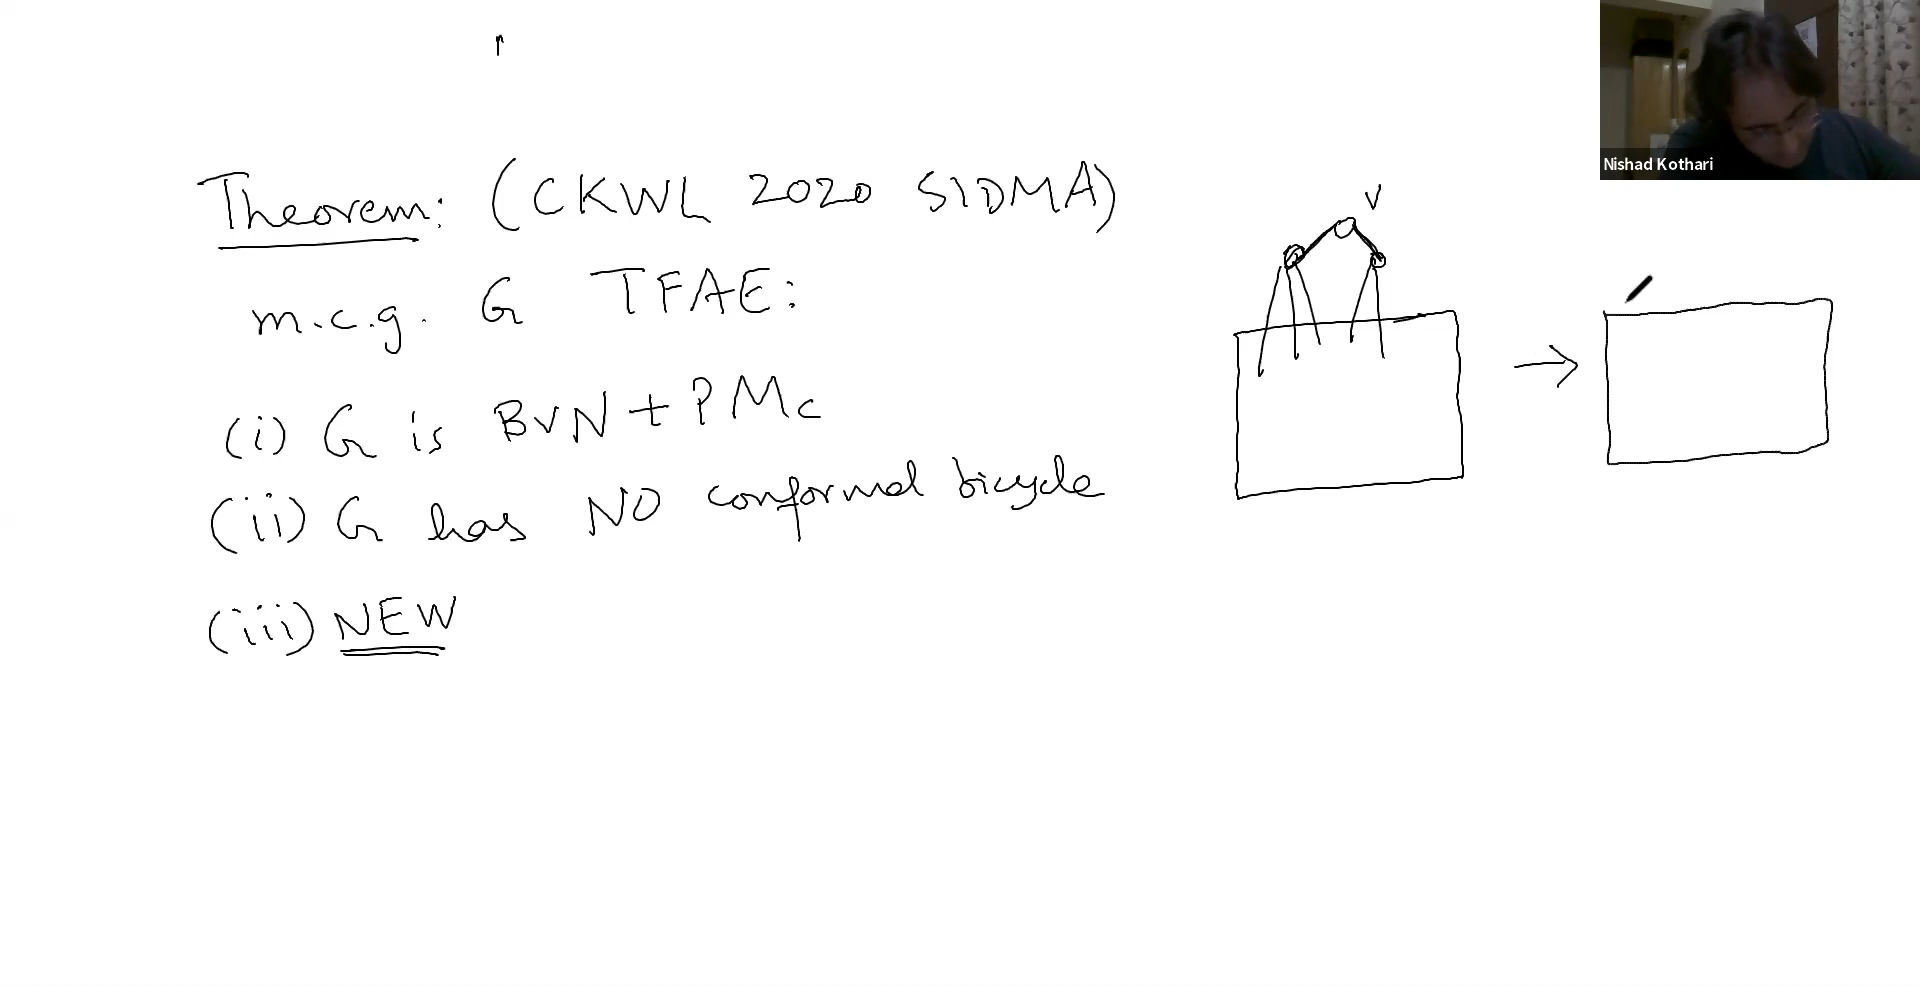 Theorem: (CKWL 2020 SIDMA)
m.c.g. G TFAE:
(i) G is BVN + PMc
(ii) G has NO conformal bicycle
(iii) NEW
v
Nishad Kothari